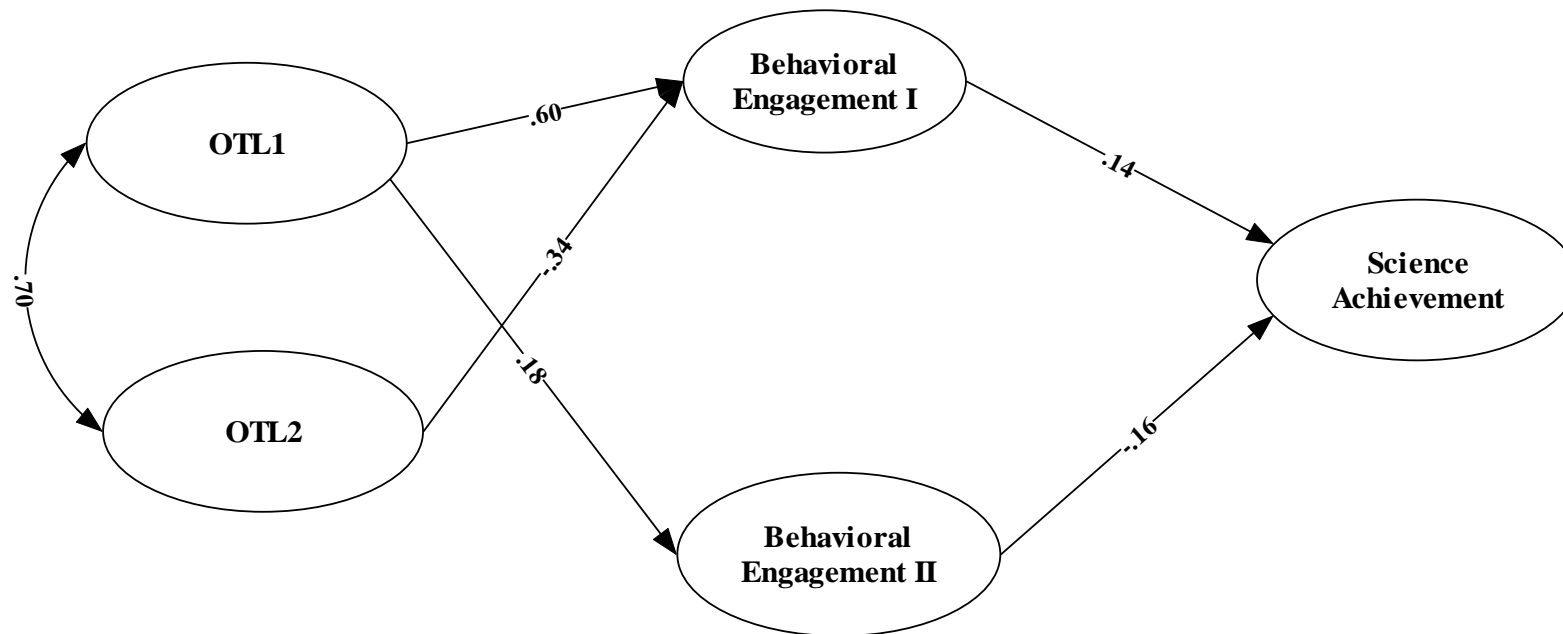 Behavioral
Engagement I
OTL1
.60
.14
-.34
Science
Achievement
.70
.18
OTL2
-.16
Behavioral
Engagement II